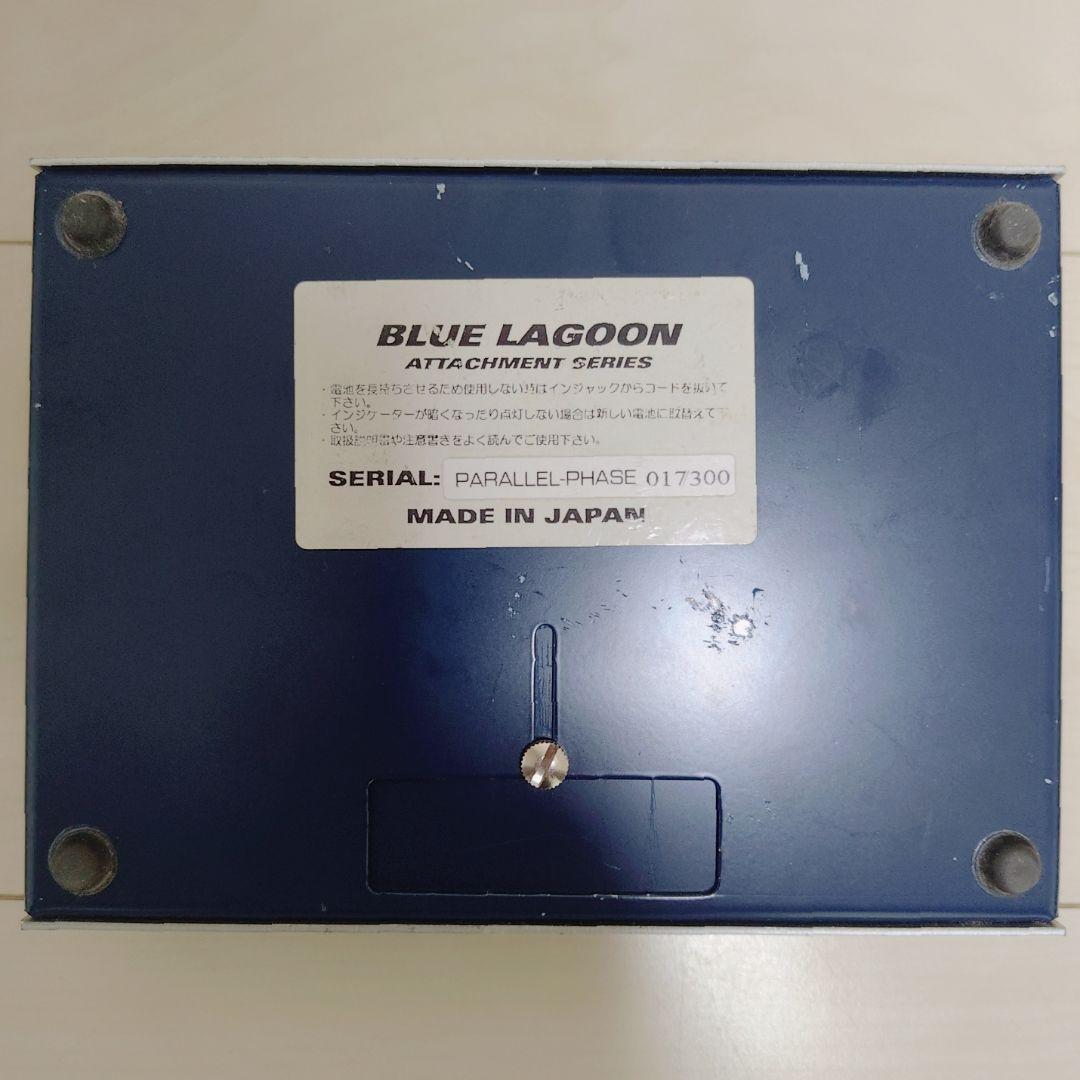 BLUE LAGOON
ATTACHMENT SERIES
・電池を長持ちさせるため使用しない時はインジャックからコードを抜いて
下さい。
・インジケーターが暗くなったり点灯しない場合は新しい電池に取替えて下
さい。
・取扱説明書や注意書きをよく読んでご使用下さい。
SERIAL: PARALLEL-PHASE 017300
MADE IN JAPAN